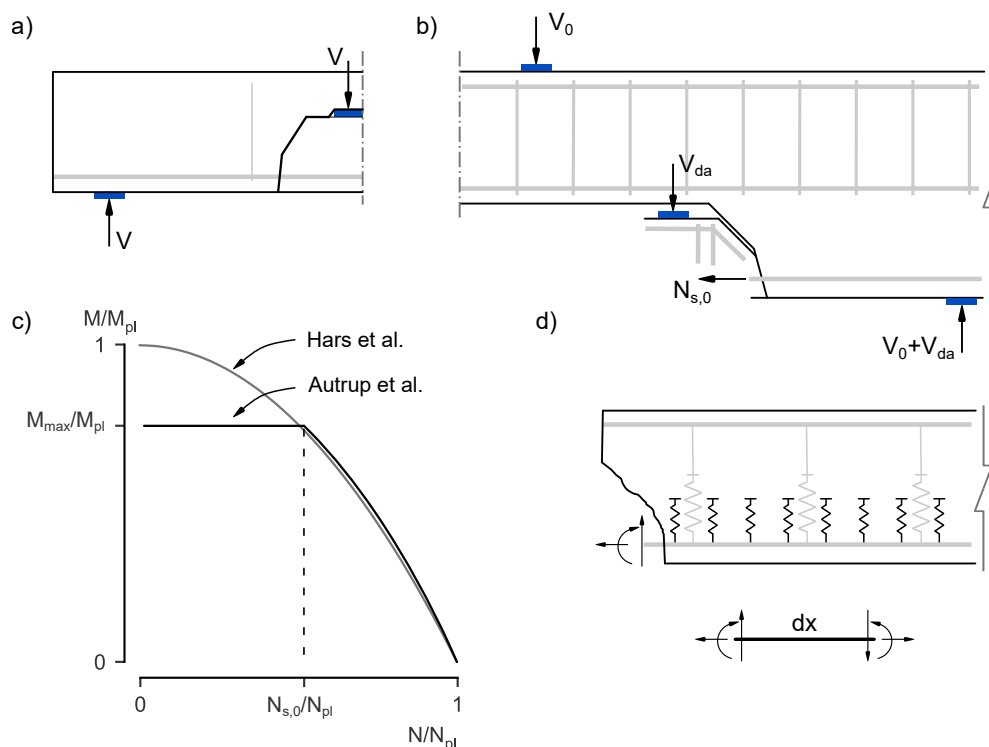 a)
V
V
b)
V0
Vda
Ns,0
V0+Vda
c)
M/Mpl
1
Hars et al.
Autrup et al.
Mmax/Mpl
0
0
Ns,0/Npl
1
N/Npl
d)
dx